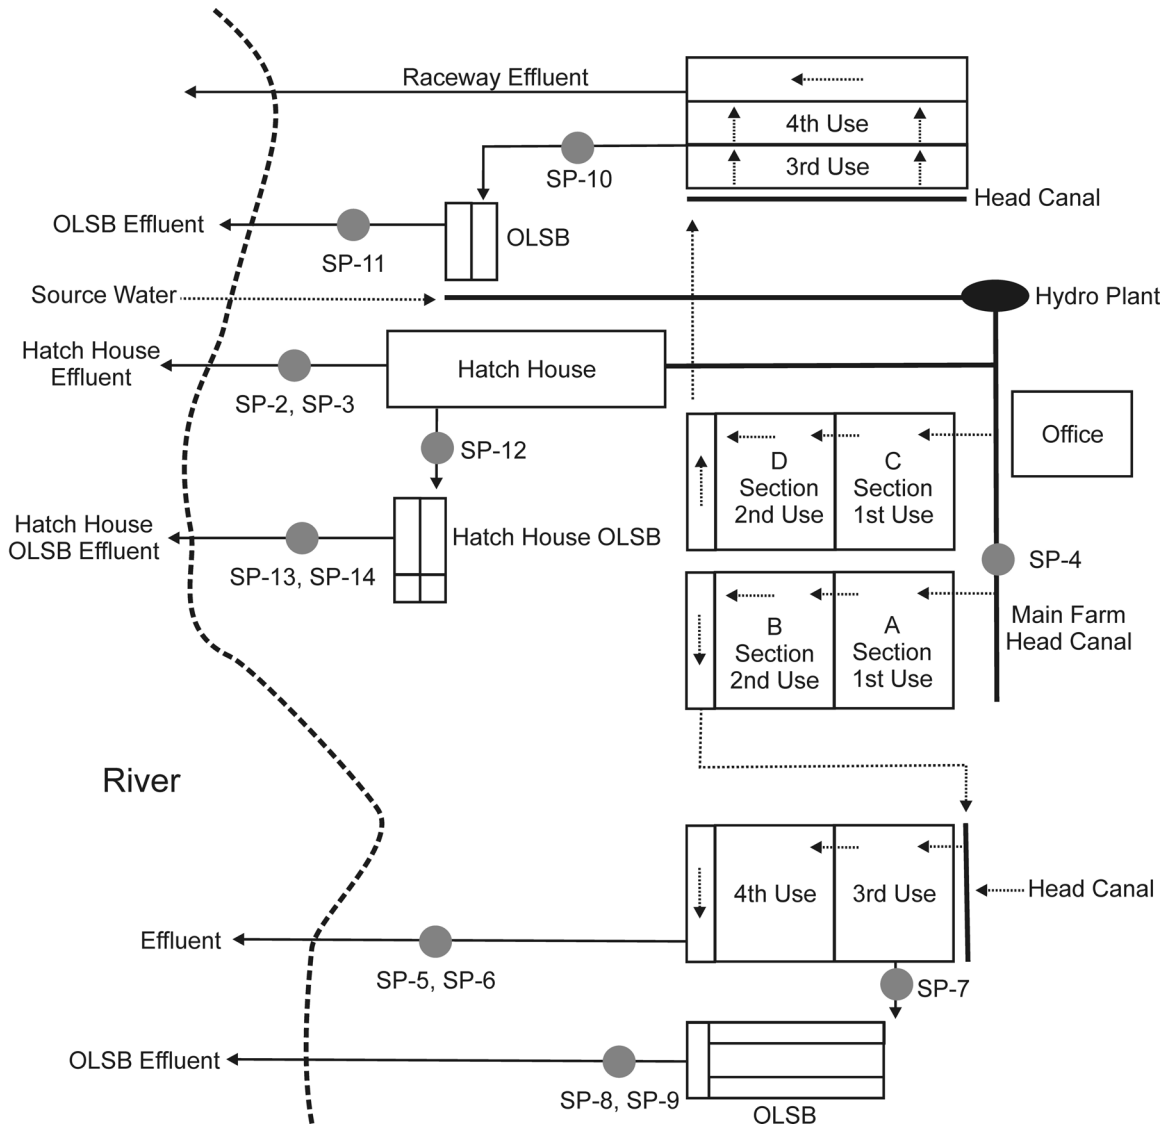 Raceway Effluent
4th Use
3rd Use
SP-10
Head Canal
OLSB Effluent
OLSB
SP-11
Source Water
Hydro Plant
Hatch House
Effluent
Hatch House
SP-2, SP-3
Office
SP-12
D
Section
2nd Use
C
Section
1st Use
Hatch House
OLSB Effluent
Hatch House OLSB
SP-13, SP-14
SP-4
Main Farm
Head Canal
B
Section
2nd Use
A
Section
1st Use
River
4th Use
3rd Use
Head Canal
Effluent
SP-5, SP-6
SP-7
OLSB Effluent
SP-8, SP-9
OLSB